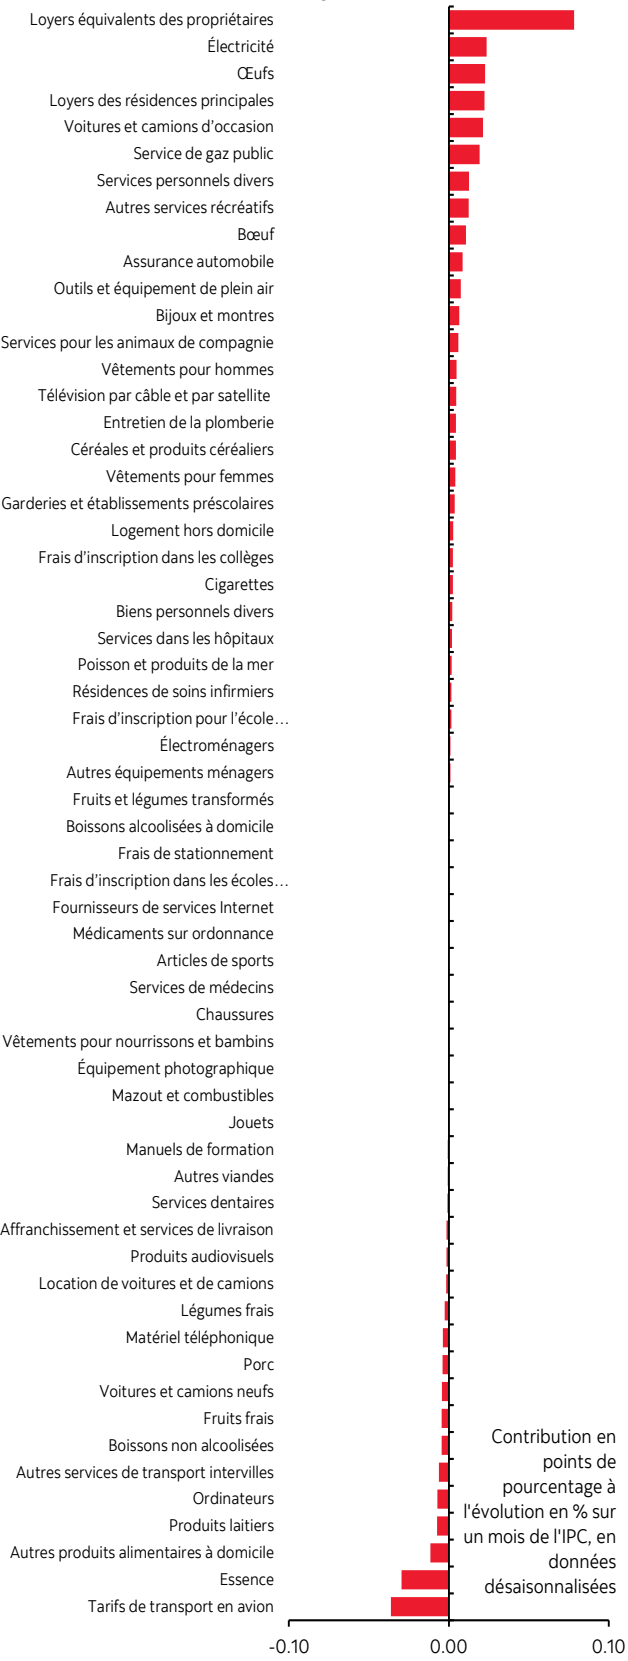 Loyers équivalents des propriétaires
Électricité
Œufs
Loyers des résidences principales
Voitures et camions d’occasion
Service de gaz public
Services personnels divers
Autres services récréatifs
Bœuf
Assurance automobile
Outils et équipement de plein air
Bijoux et montres
Services pour les animaux de compagnie
Vêtements pour hommes
Télévision par câble et par satellite
Entretien de la plomberie
Céréales et produits céréaliers
Vêtements pour femmes
Garderies et établissements préscolaires
Logement hors domicile
Frais d’inscription dans les collèges
Cigarettes
Biens personnels divers
Services dans les hôpitaux
Poisson et produits de la mer
Résidences de soins infirmiers
Frais d’inscription pour l’école…
Électroménagers
Autres équipements ménagers
Fruits et légumes transformés
Boissons alcoolisées à domicile
Frais de stationnement
Frais d’inscription dans les écoles…
Fournisseurs de services Internet
Médicaments sur ordonnance
Articles de sports
Services de médecins
Chaussures
Vêtements pour nourrissons et bambins
Équipement photographique
Mazout et combustibles
Jouets
Manuels de formation
Autres viandes
Services dentaires
Affranchissement et services de livraison
Produits audiovisuels
Location de voitures et de camions
Légumes frais
Matériel téléphonique
Porc
Voitures et camions neufs
Fruits frais
Boissons non alcoolisées
Autres services de transport intervilles
Ordinateurs
Produits laitiers
Autres produits alimentaires à domicile
Essence
Tarifs de transport en avion
Contribution en
points de
pourcentage à
l'évolution en % sur
un mois de l'IPC, en
données
désaisonnalisées
-0.10 0.00 0.10